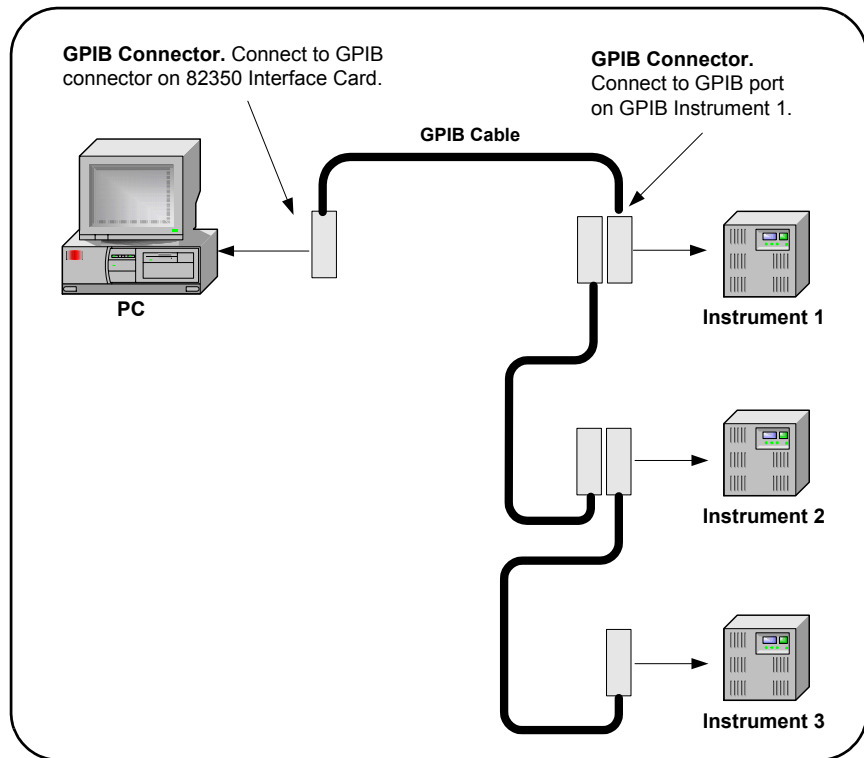 GPIB Connector. Connect to GPIB
connector on 82350 Interface Card.
GPIB Connector.
Connect to GPIB port
on GPIB Instrument 1.
GPIB Cable
PC
Instrument 1
Instrument 2
Instrument 3